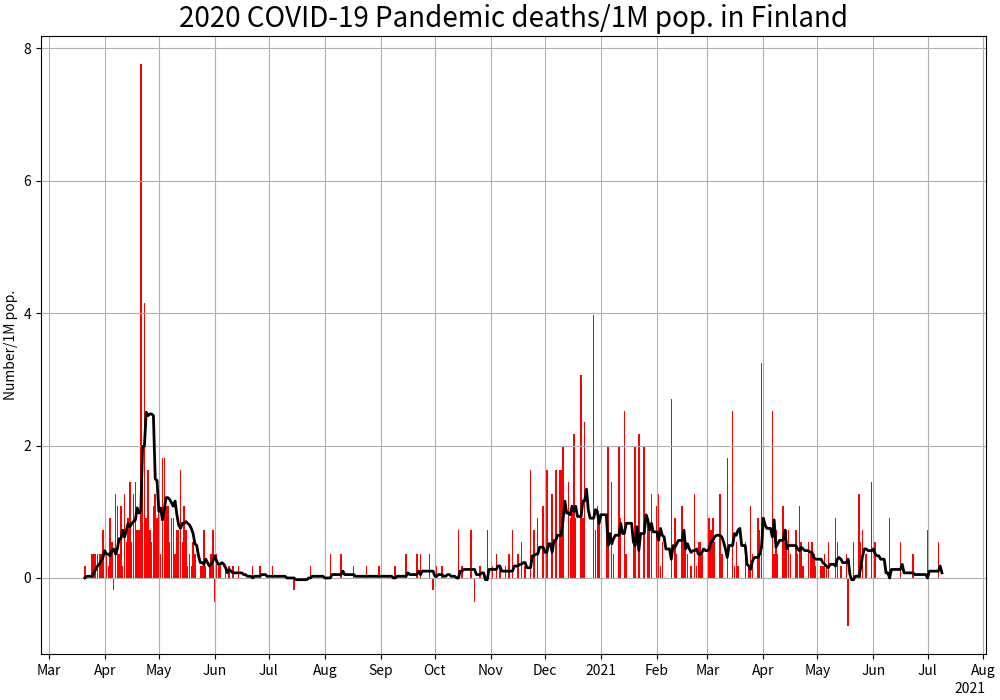 2020 COVID-19 Pandemic deaths/1M pop. in Finland
Number/1M pop.
8
6
4
2
0
Mar Apr May Jun Jul Aug Sep Oct Nov Dec 2021 Feb Mar Apr May Jun Jul Aug
2021